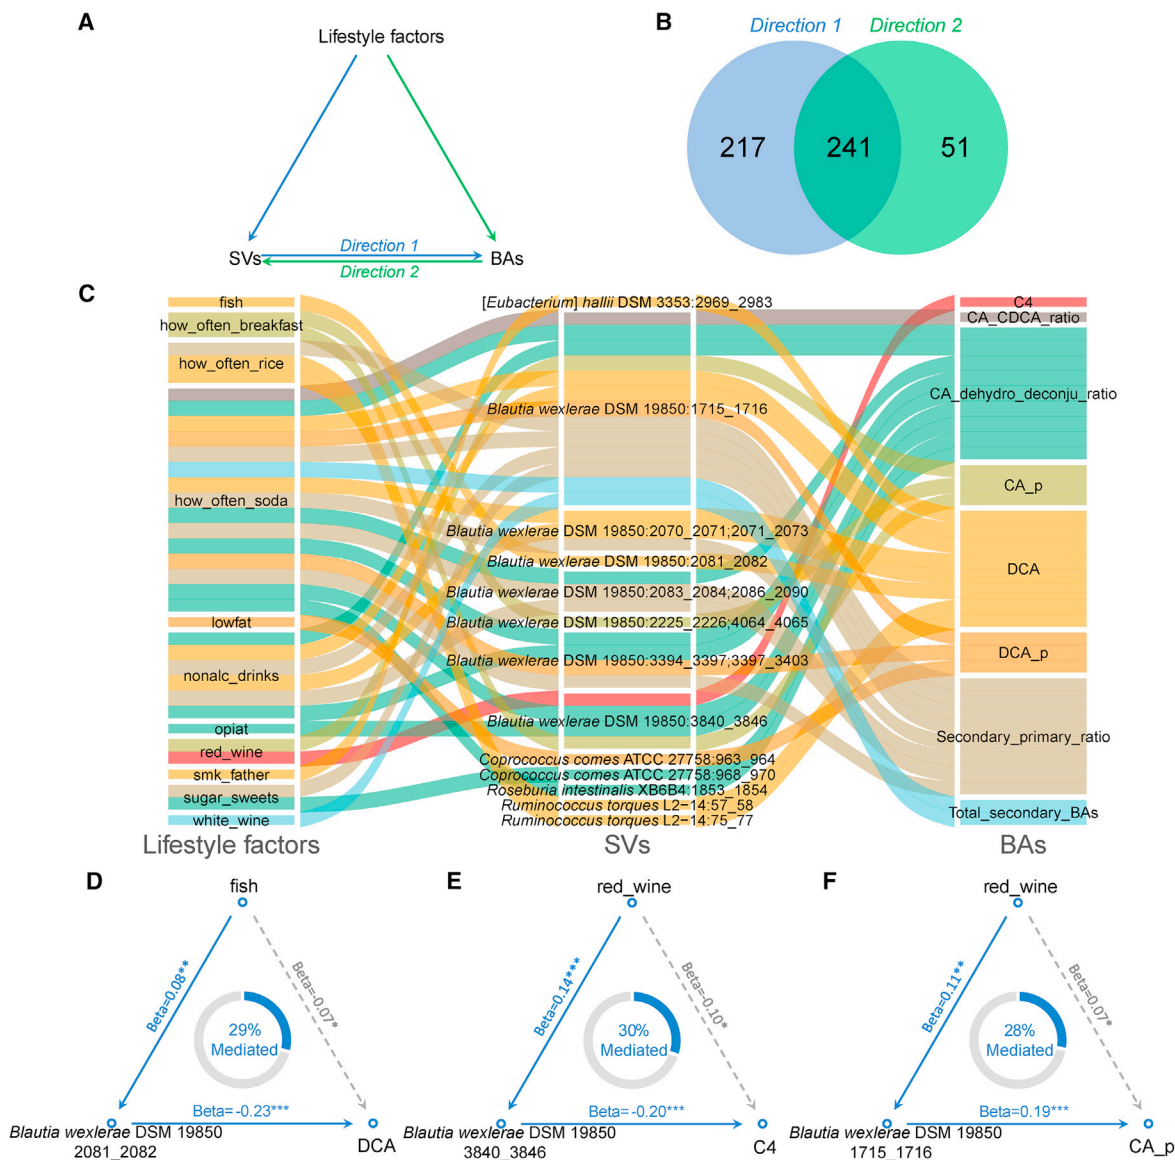 A
Lifestyle factors
SVs
Direction 1
Direction 2
BAs
B
Direction 1
Direction 2
217
241
51
C
fish
how_often_breakfast
how_often_rice
how_often_soda
lowfat
nonalc_drinks
opiat
red_wine
smk_father
sugar_sweets
white_wine
Lifestyle factors
[Eubacterium] hallii DSM 3353:2969_2983
Blautia wexlerae DSM 19850:1715_1716
Blautia wexlerae DSM 19850:2070_2071;2071_2073
Blautia wexlerae DSM 19850:2081_2082
Blautia wexlerae DSM 19850:2083_2084;2086_2090
Blautia wexlerae DSM 19850:2225_2226;4064_4065
Blautia wexlerae DSM 19850:3394_3397;3397_3403
Blautia wexlerae DSM 19850:3840_3846
Coprococcus comes ATCC 27758:963_964
Coprococcus comes ATCC 27758:968_970
Roseburia intestinalis XB6B4:1853_1854
Ruminococcus torques L2−14:57_58
Ruminococcus torques L2−14:75_77
SVs
C4
CA_CDCA_ratio
CA_dehydro_deconju_ratio
CA_p
DCA
DCA_p
Secondary_primary_ratio
Total_secondary_BAs
BAs
D
fish
Beta=0.08**
Beta=-0.07*
29%
Mediated
Beta= -0.23***
Blautia wexlerae DSM 19850
2081_2082
DCA
E
red_wine
Beta=0.14***
Beta=-0.10*
30%
Mediated
Beta= -0.20***
Blautia wexlerae DSM 19850
3840_3846
C4
F
red_wine
Beta=0.11**
Beta=0.07*
28%
Mediated
Beta=0.19***
Blautia wexlerae DSM 19850
1715_1716
CA_p